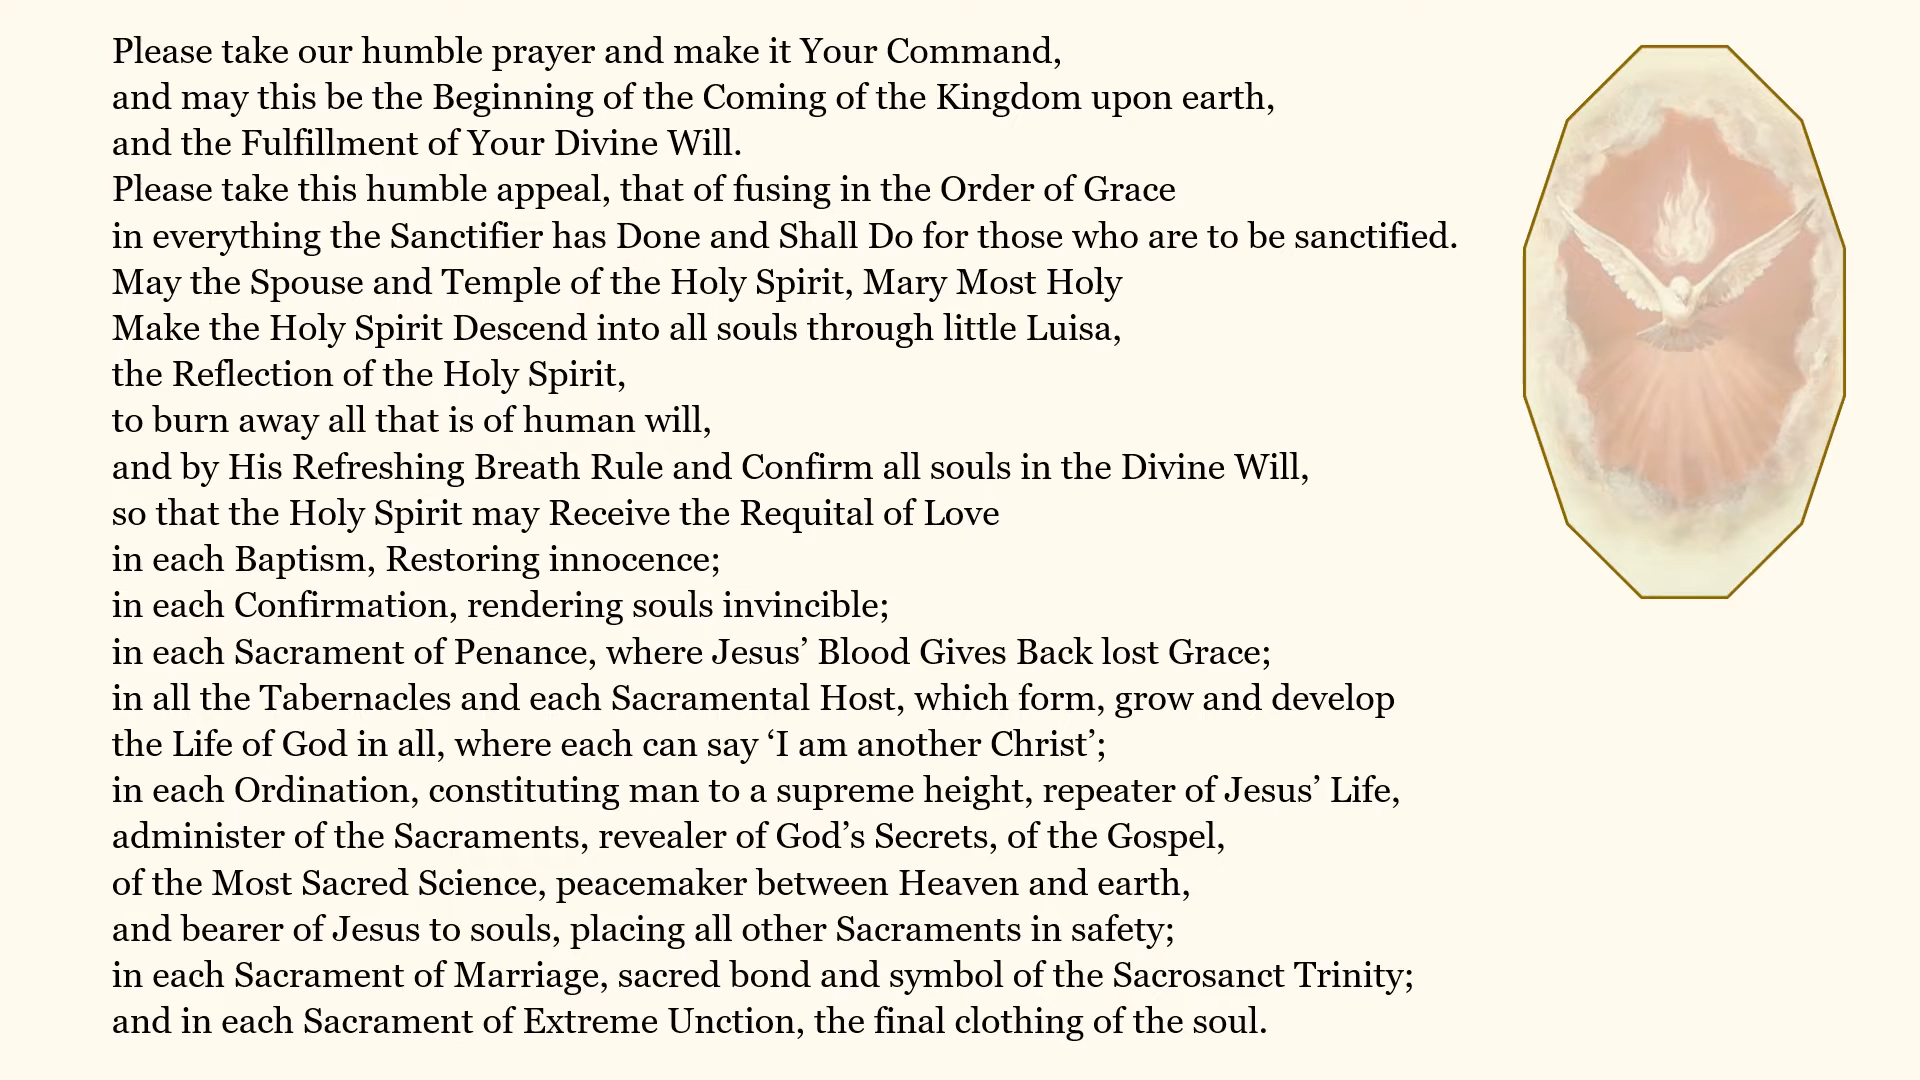 Please take our humble prayer and make it Your Command,
and may this be the Beginning of the Coming of the Kingdom upon earth,
and the Fulfillment of Your Divine Will.
Please take this humble appeal, that of fusing in the Order of Grace
in everything the Sanctifier has Done and Shall Do for those who are to be sanctified.
May the Spouse and Temple of the Holy Spirit, Mary Most Holy
Make the Holy Spirit Descend into all souls through little Luisa,
the Reflection of the Holy Spirit,
to burn away all that is of human will,
and by His Refreshing Breath Rule and Confirm all souls in the Divine Will,
so that the Holy Spirit may Receive the Requital of Love
in each Baptism, Restoring innocence;
in each Confirmation, rendering souls invincible;
in each Sacrament of Penance, where Jesus’ Blood Gives Back lost Grace;
in all the Tabernacles and each Sacramental Host, which form, grow and develop
the Life of God in all, where each can say ‘I am another Christ’;
in each Ordination, constituting man to a supreme height, repeater of Jesus’ Life,
administer of the Sacraments, revealer of God’s Secrets, of the Gospel,
of the Most Sacred Science, peacemaker between Heaven and earth,
and bearer of Jesus to souls, placing all other Sacraments in safety;
in each Sacrament of Marriage, sacred bond and symbol of the Sacrosanct Trinity;
and in each Sacrament of Extreme Unction, the final clothing of the soul.